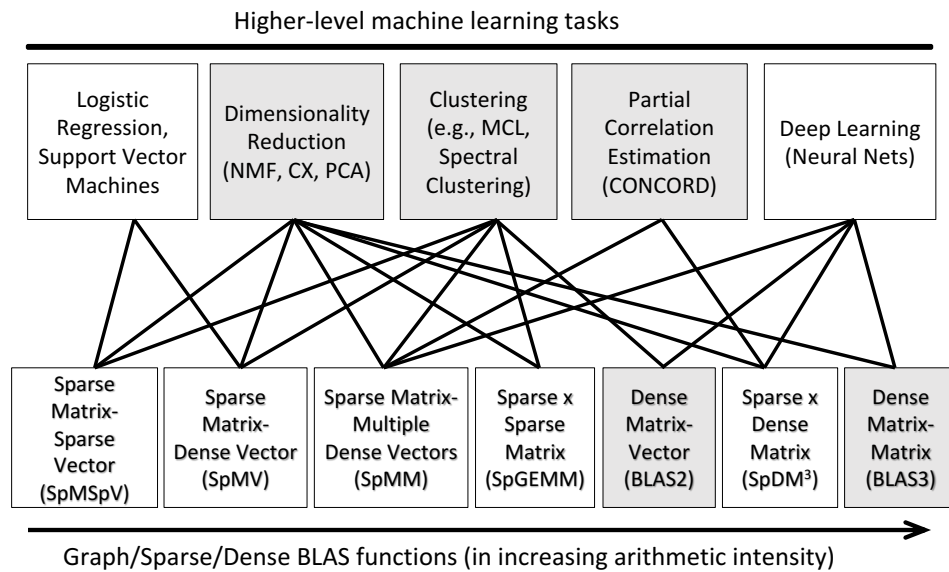 Higher-level machine learning tasks
Logistic
Regression,
Support Vector
Machines
Dimensionality
Reduction
(NMF, CX, PCA)
Clustering
(e.g., MCL,
Spectral
Clustering)
Partial
Correlation
Estimation
(CONCORD)
Deep Learning
(Neural Nets)
Sparse
Matrix-
Sparse
Vector
(SpMSpV)
Sparse
Matrix-
Dense Vector
(SpMV)
Sparse Matrix-
Multiple
Dense Vectors
(SpMM)
Sparse x
Sparse
Matrix
(SpGEMM)
Dense
Matrix-
Vector
(BLAS2)
Sparse x
Dense
Matrix
(SpDM³)
Dense
Matrix-
Matrix
(BLAS3)
Graph/Sparse/Dense BLAS functions (in increasing arithmetic intensity)